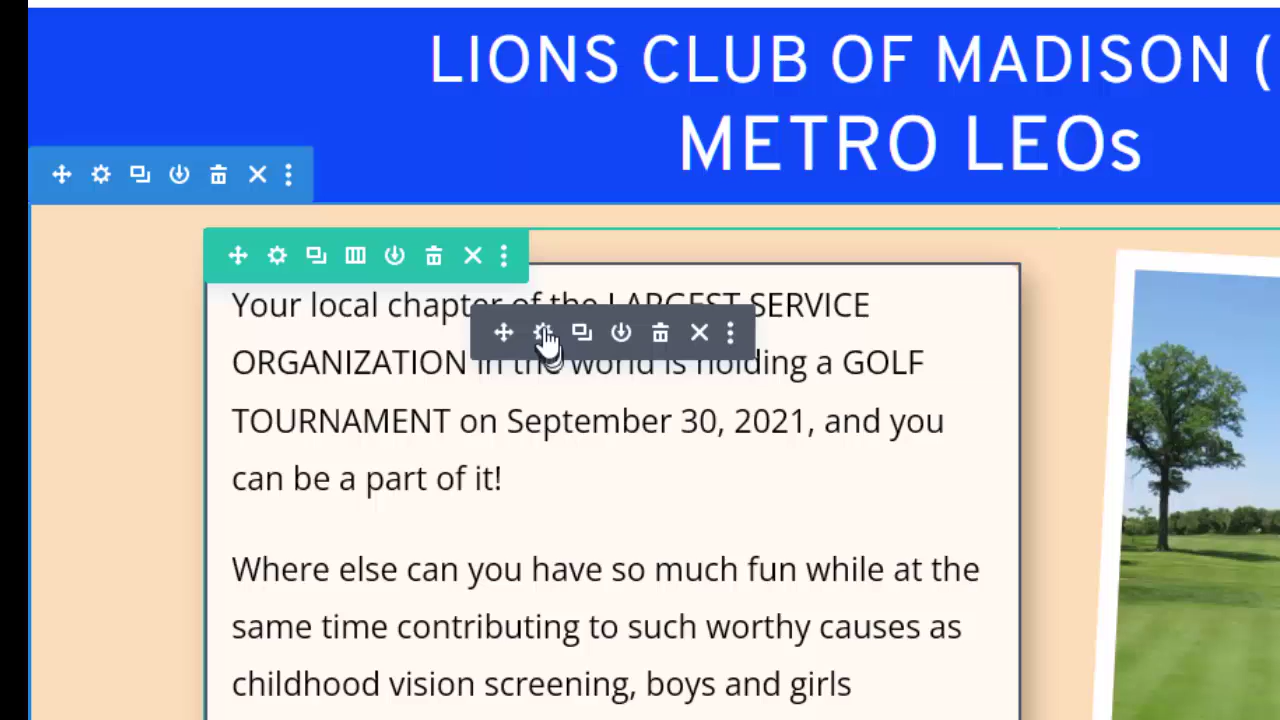 LIONS CLUB OF MADISON (
METRO LEOs
Your local chapter of the LARGEST SERVICE
ORGANIZATION in the world is holding a GOLF
TOURNAMENT on September 30, 2021, and you
can be a part of it!
Where else can you have so much fun while at the
same time contributing to such worthy causes as
childhood vision screening, boys and girls